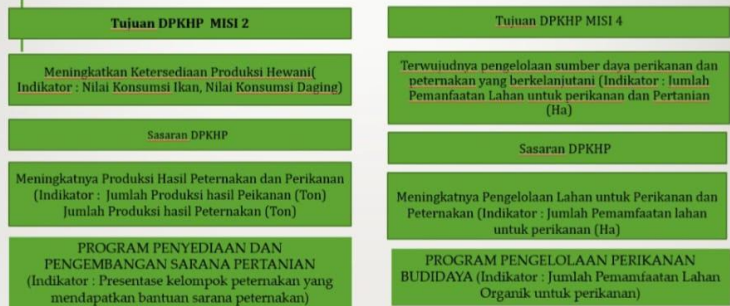 Tujuan DPKHP MISI 2
Meningkatkan Ketersediaan Produksi Hewani(
Indikator : Nilai Konsumsi Ikan, Nilai Konsumsi Daging)
Sasaran DPKHP
Meningkatnya Produksi Hasil Peternakan dan Perikanan
(Indikator : Jumlah Produksi hasil Peikanan (Ton)
Jumlah Produksi hasil Peternakan (Ton)
PROGRAM PENYEDIAAN DAN
PENGEMBANGAN SARANA PERTANIAN
(Indikator : Presentase kelompok peternakan yang
mendapatkan bantuan sarana peternakan)
Tujuan DPKHP MISI 4
Terwujudnya pengelolaan sumber daya perikanan dan
peternakan yang berkelanjutani (Indikator : Jumlah
Pemanfaatan Lahan untuk perikanan dan Pertanian
(Ha)
Sasaran DPKHP
Meningkatnya Pengelolaan Lahan untuk Perikanan dan
Peternakan (Indikator : Jumlah Pemamfaatan lahan
untuk perikanan (Ha)
PROGRAM PENGELOLAAN PERIKANAN
BUDIDAYA (Indikator : Jumlah Pemamfaatan Lahan
Organik untuk perikanan)